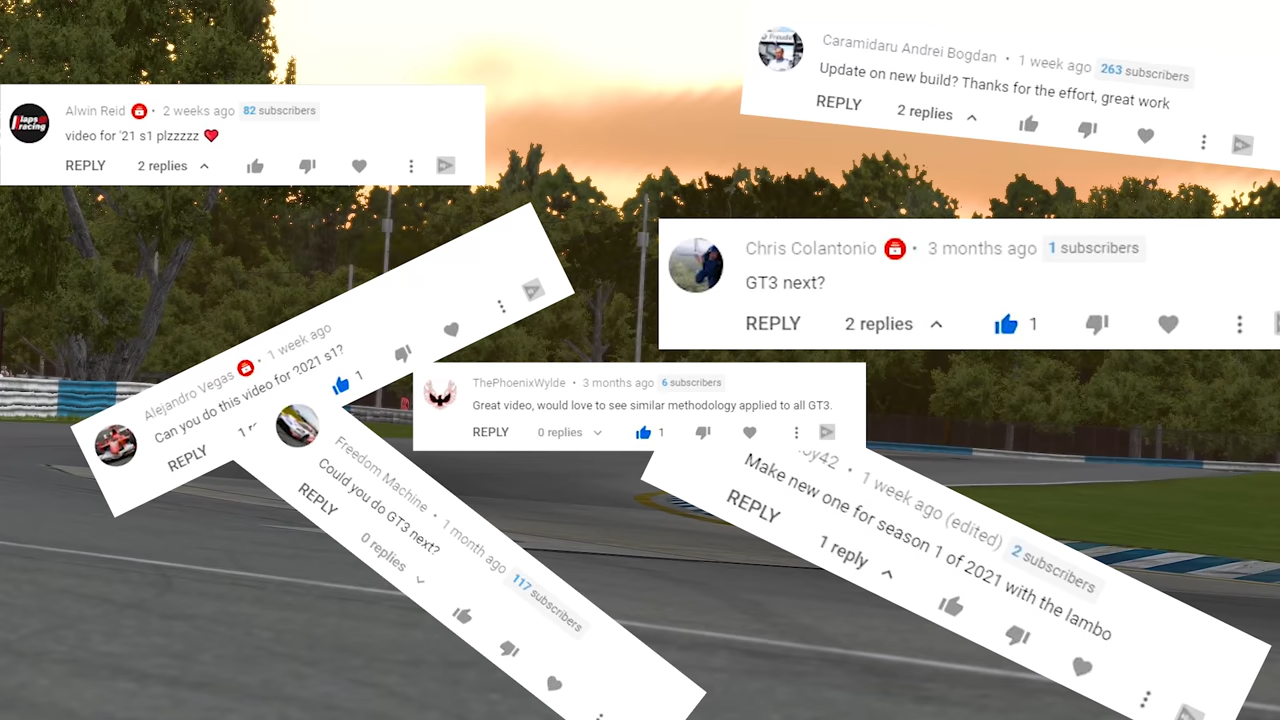 Caramidaru Andrei Bogdan • 1 week ago 263 subscribers
Update on new build? Thanks for the effort, great work
REPLY 2 replies
laps racing
Alwin Reid • 2 weeks ago 82 subscribers
video for '21 s1 plzzzzz ❤
REPLY 2 replies
Chris Colantonio • 3 months ago 1 subscribers
GT3 next?
REPLY 2 replies 1
Alejandro Vegas • 1 week ago
Can you do this video for 2021 s1?
REPLY 1 1
ThePhoenixWylde • 3 months ago 6 subscribers
Great video, would love to see similar methodology applied to all GT3.
REPLY 0 replies 1
Freedom Machine • 1 month ago 117 subscribers
Could you do GT3 next?
REPLY 0 replies
• 1 week ago (edited) 2 subscribers
Make new one for season 1 of 2021 with the lambo
REPLY 1 reply